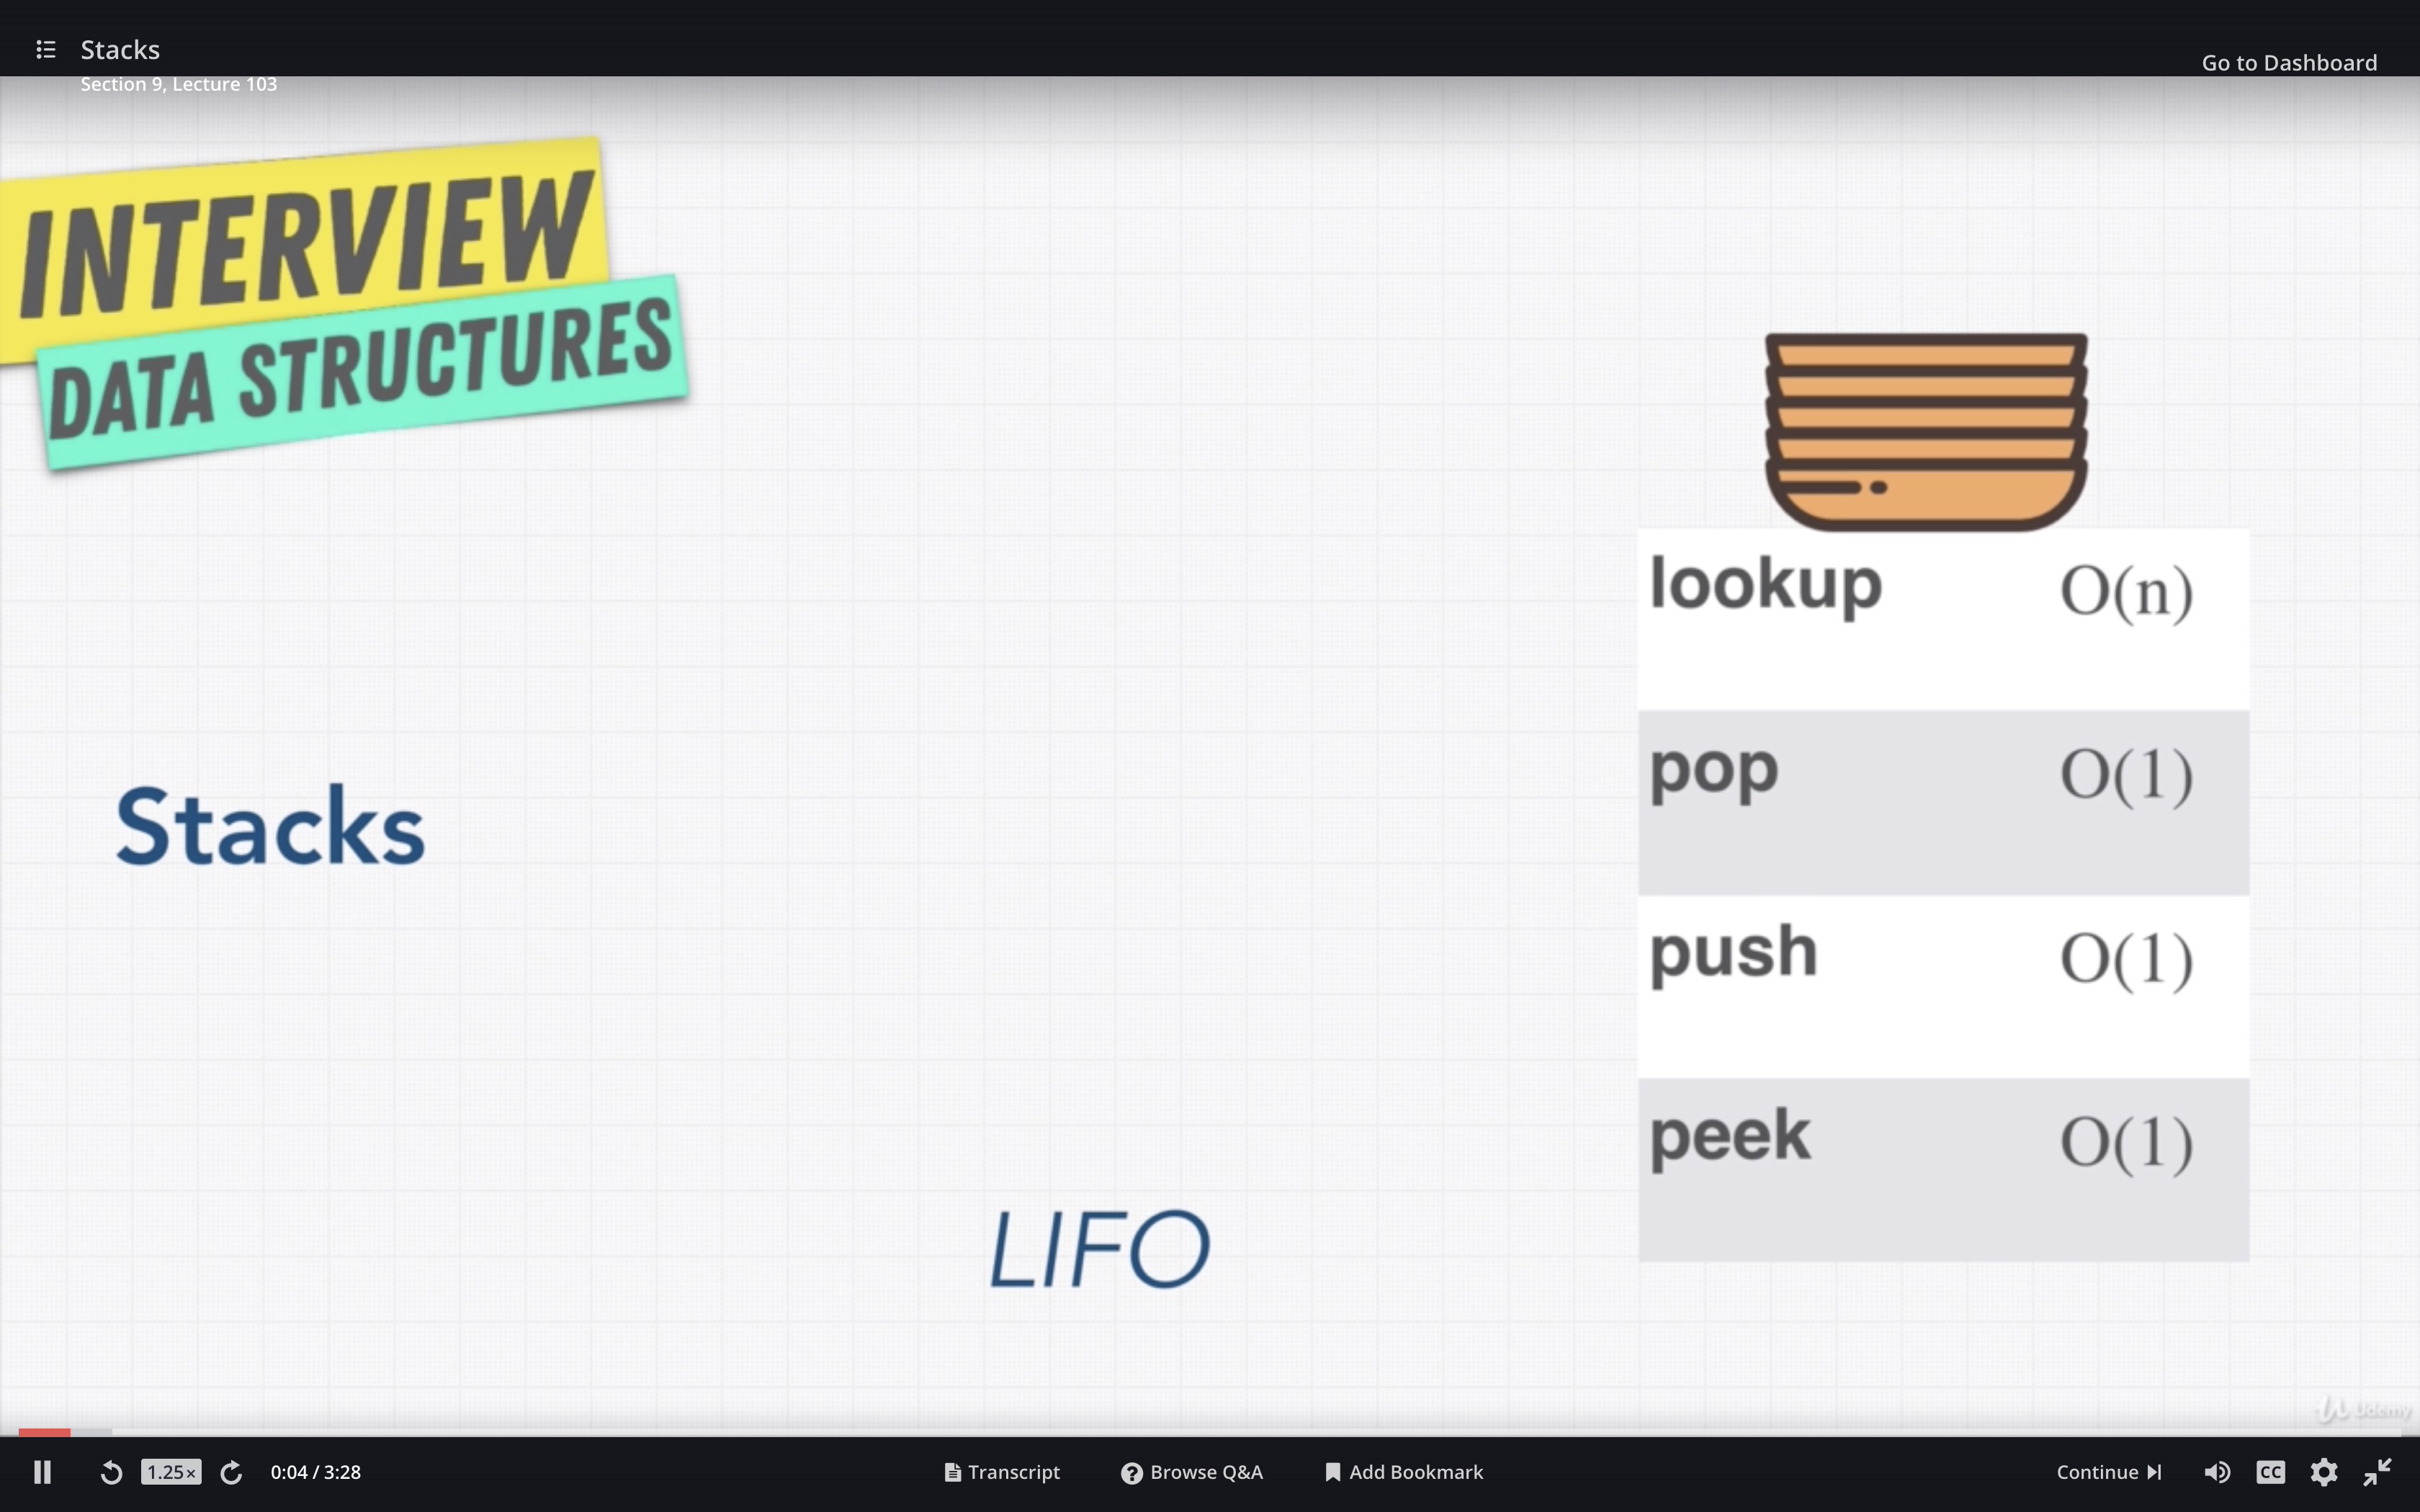 Stacks
Section 9, Lecture 103
Go to Dashboard
INTERVIEW
DATA STRUCTURES
Stacks
LIFO
lookup O(n)
pop O(1)
push O(1)
peek O(1)
Udemy
1.25×
0:04 / 3:28
Transcript
Browse Q&A
Add Bookmark
Continue
CC